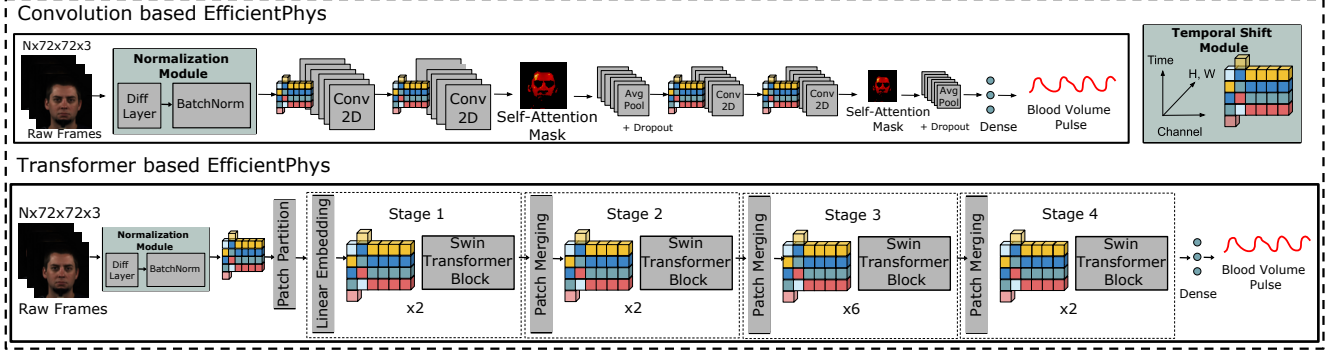 Convolution based EfficientPhys
Nx72x72x3
Raw Frames
Normalization
Module
Diff
Layer
BatchNorm
Conv
2D
Conv
2D
Self-Attention
Mask
Avg
Pool
+ Dropout
Conv
2D
Conv
2D
Self-Attention
Mask
Avg
Pool
+ Dropout
Dense
Blood Volume
Pulse
Temporal Shift
Module
Time
H, W
Channel
Transformer based EfficientPhys
Nx72x72x3
Raw Frames
Normalization
Module
Diff
Layer
BatchNorm
Patch Partition
Linear Embedding
Stage 1
Swin
Transformer
Block
x2
Patch Merging
Stage 2
Swin
Transformer
Block
x2
Patch Merging
Stage 3
Swin
Transformer
Block
x6
Patch Merging
Stage 4
Swin
Transformer
Block
x2
Dense
Blood Volume
Pulse